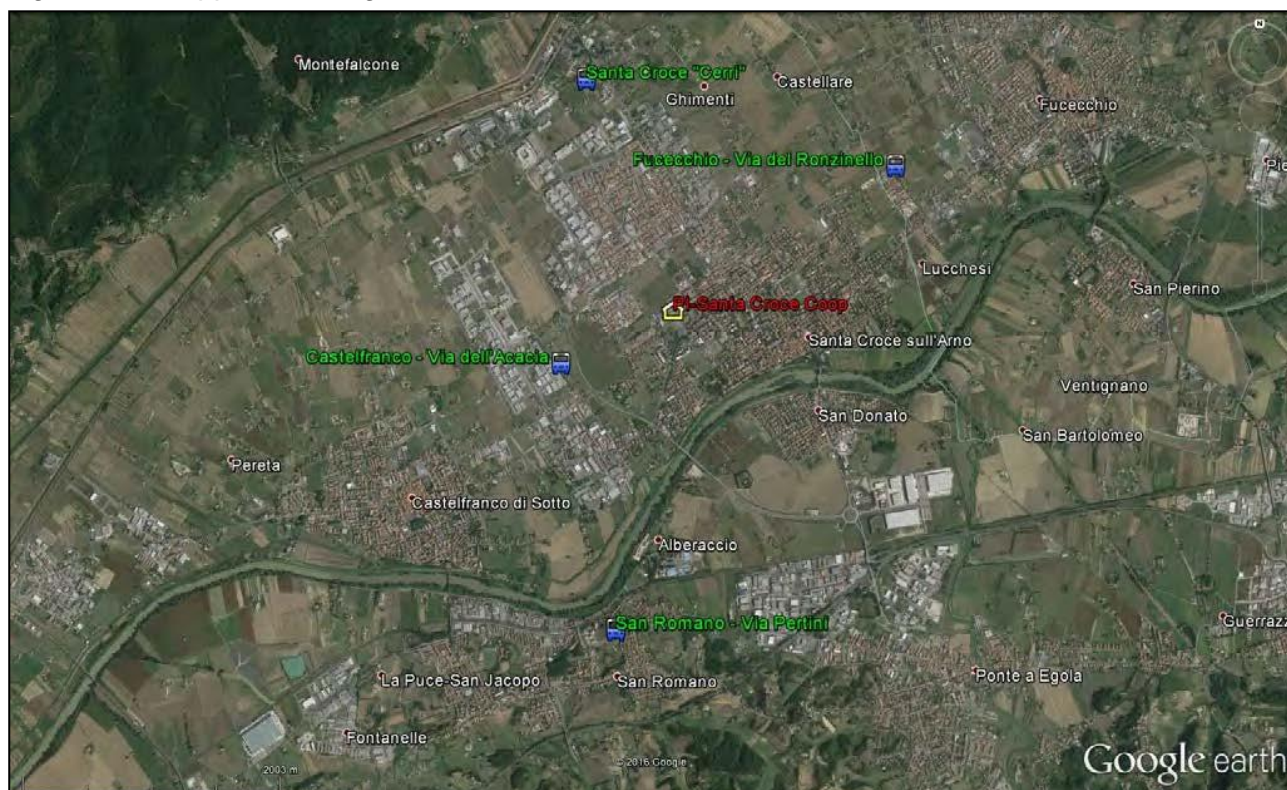 N
Montefalcone
Santa Croce "Cerri"
Ghimenti
Castellare
Fucecchio
Fucecchio - Via del Ronzinello
Pie
Lucchesi
San Pierino
PI-Santa Croce Coop
Santa Croce sull'Arno
Castelfranco - Via dell'Acacia
Ventignano
San Donato
San Bartolomeo
Pereta
Castelfranco di Sotto
Alberaccio
San Romano - Via Pertini
Guerrazz
La Puce-San Jacopo
San Romano
Ponte a Egola
Fontanelle
2003 m
© 2016 Google
Google earth